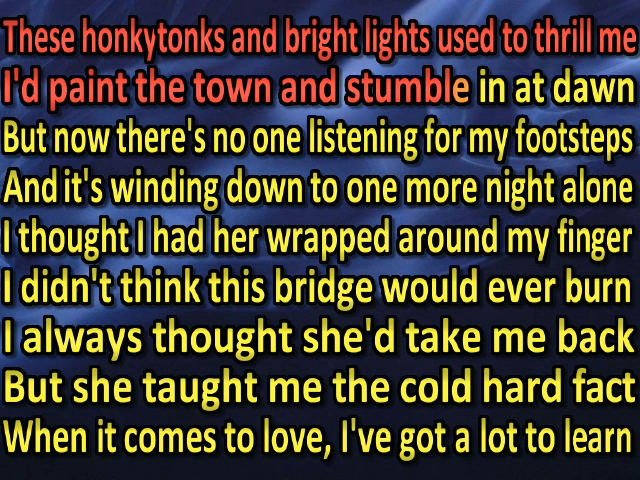 These honkytonks and bright lights used to thrill me
I'd paint the town and stumble in at dawn
But now there's no one listening for my footsteps
And it's winding down to one more night alone
I thought I had her wrapped around my finger
I didn't think this bridge would ever burn
I always thought she'd take me back
But she taught me the cold hard fact
When it comes to love, I've got a lot to learn